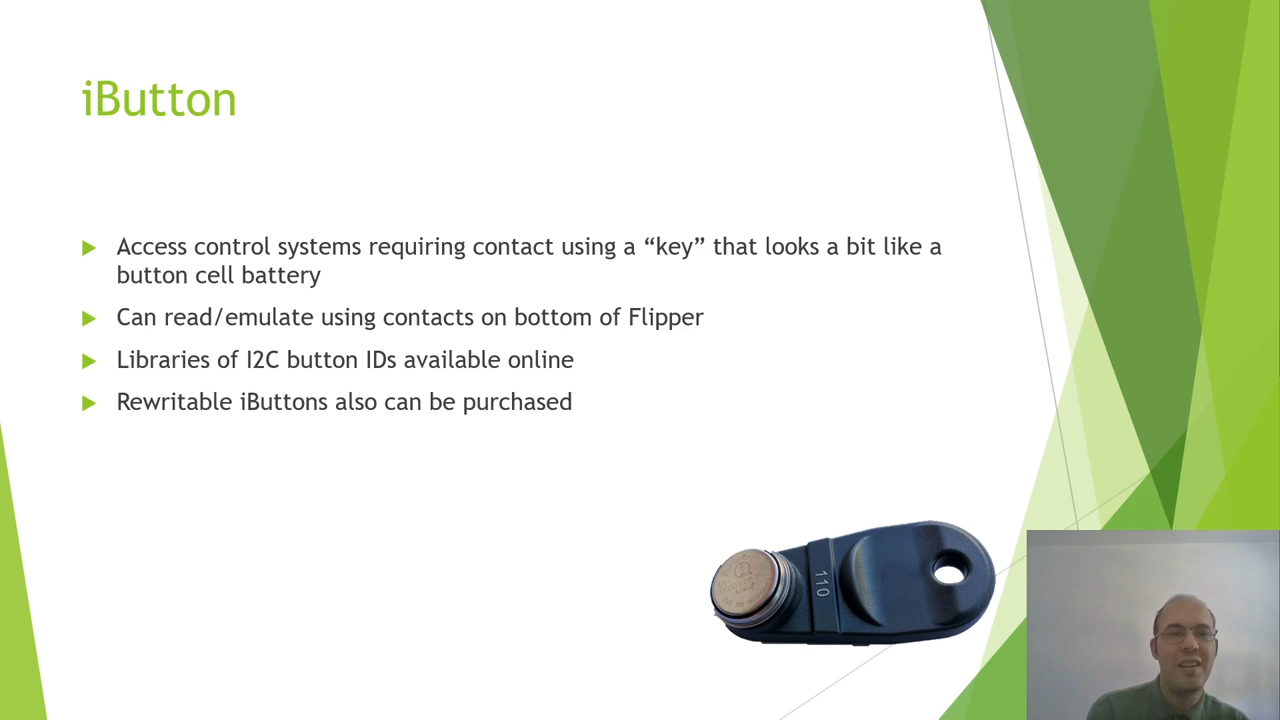 iButton
Access control systems requiring contact using a “key” that looks a bit like a
button cell battery
Can read/emulate using contacts on bottom of Flipper
Libraries of I2C button IDs available online
Rewritable iButtons also can be purchased
110